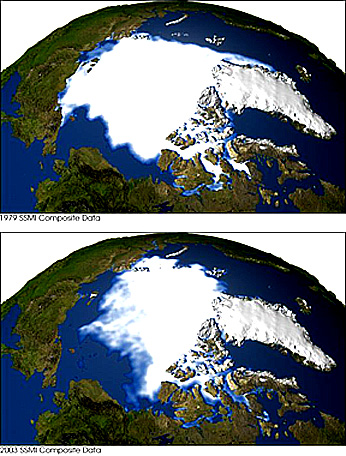 1979 SSMI Composite Data
2003 SSMI Composite Data